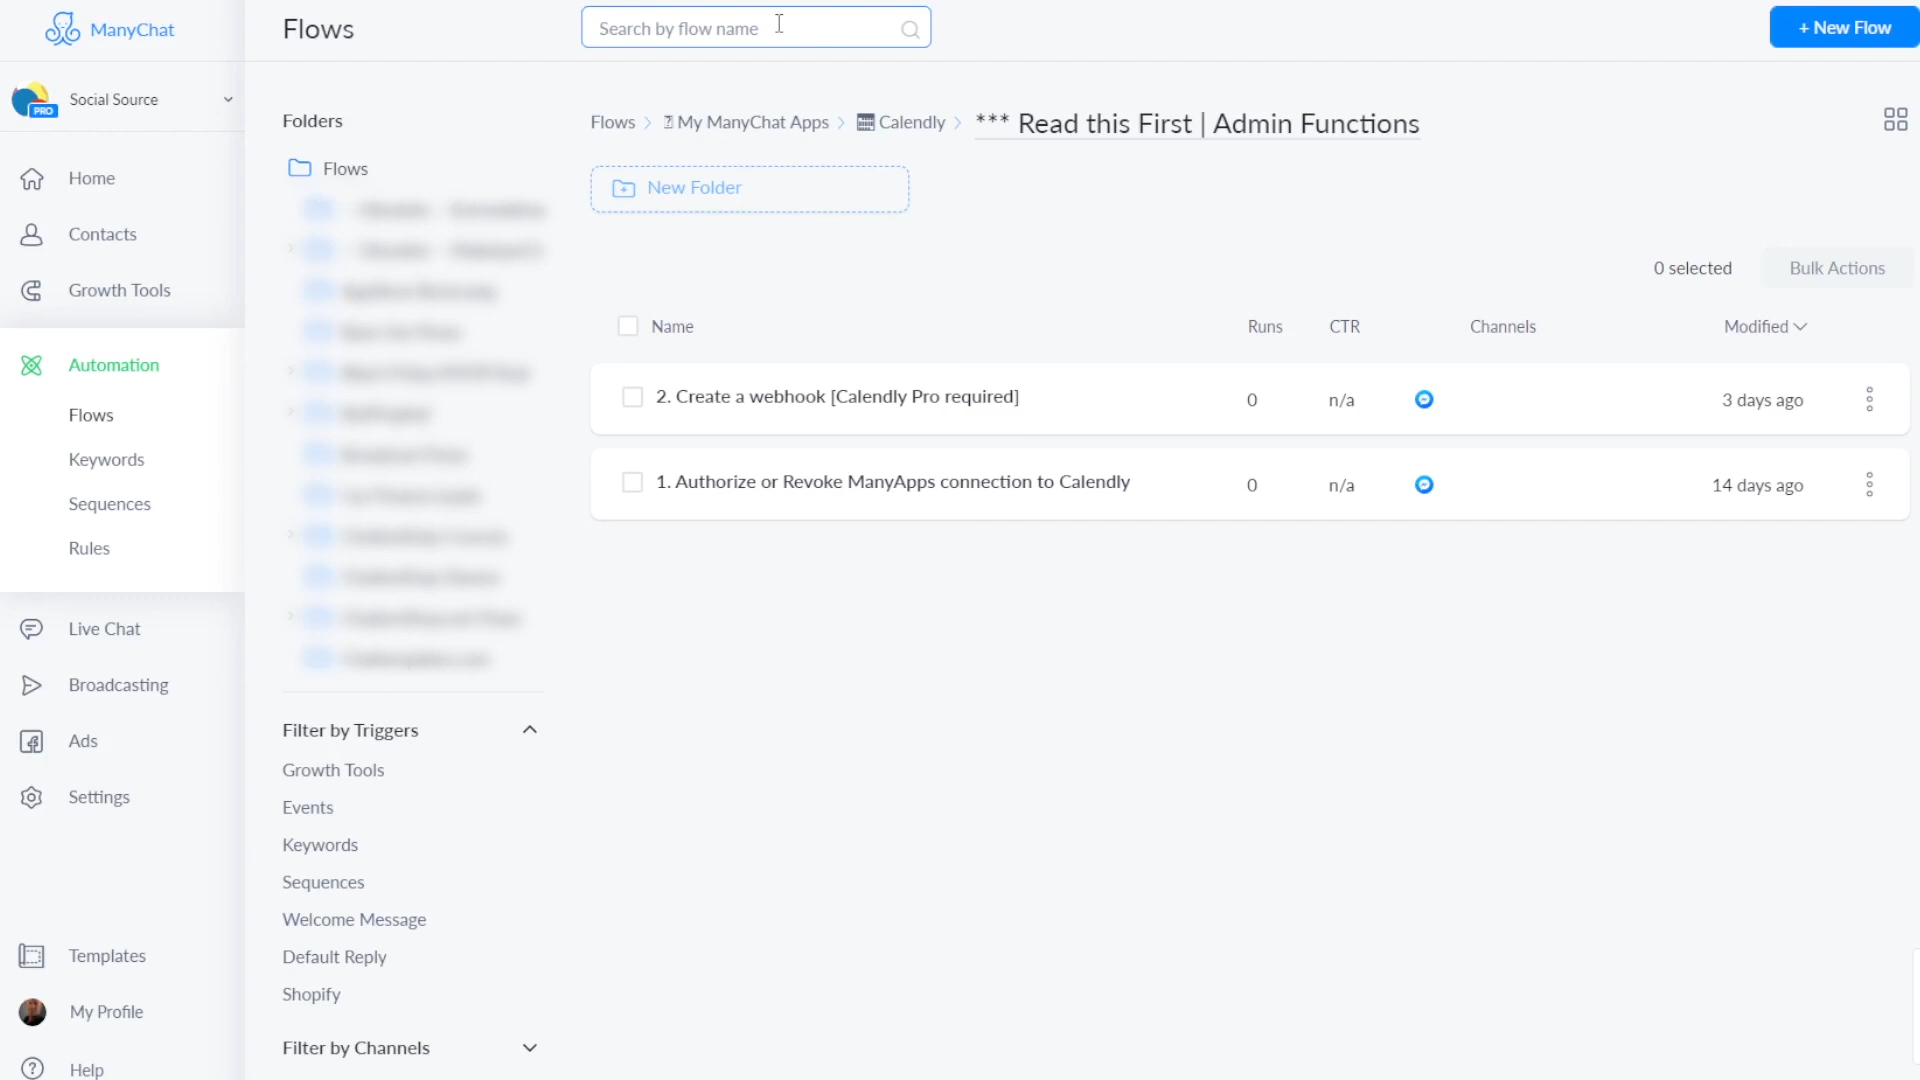 ManyChat
Flows
Search by flow name
+ New Flow
PRO
Social Source
Home
Contacts
Growth Tools
Automation
Flows
Keywords
Sequences
Rules
Live Chat
Broadcasting
Ads
Settings
Templates
My Profile
Help
Folders
Flows
Filter by Triggers
Growth Tools
Events
Keywords
Sequences
Welcome Message
Default Reply
Shopify
Filter by Channels
Flows > My ManyChat Apps > Calendly > *** Read this First | Admin Functions
New Folder
0 selected
Bulk Actions
Name Runs CTR Channels Modified
2. Create a webhook [Calendly Pro required] 0 n/a 3 days ago
1. Authorize or Revoke ManyApps connection to Calendly 0 n/a 14 days ago